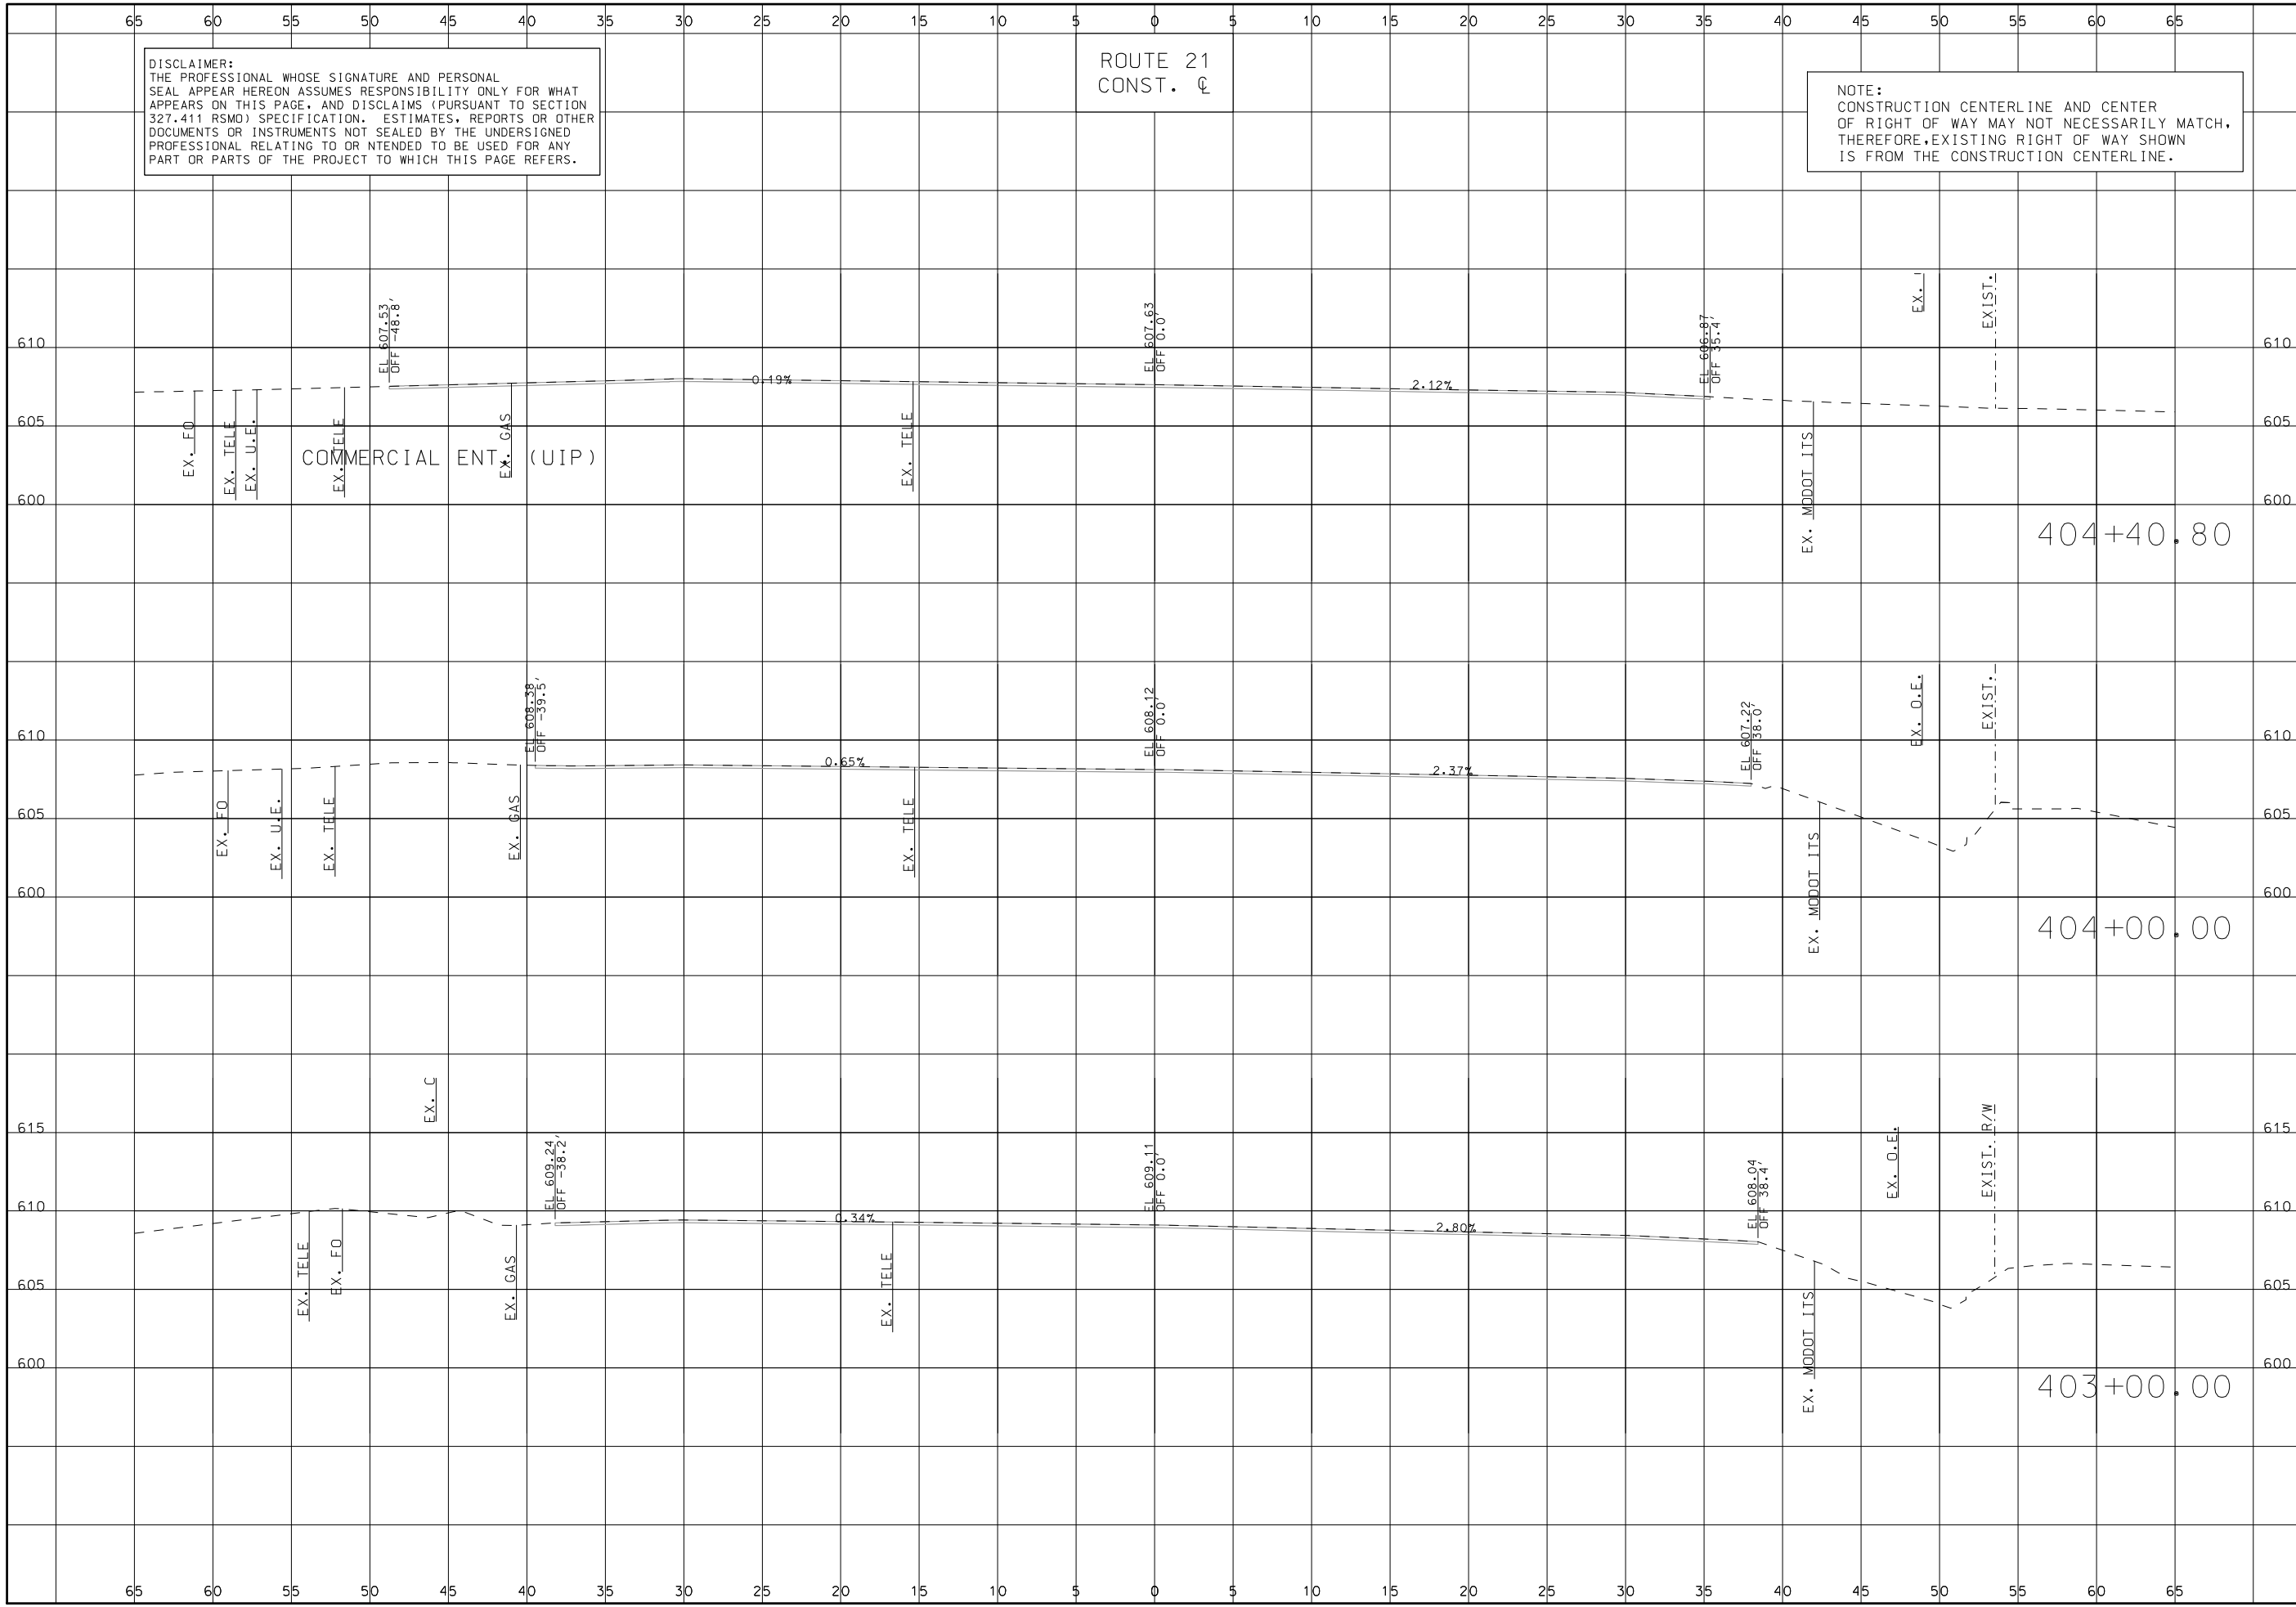 65 60 55 50 45 40 35 30 25 20 15 10 5 0 5 10 15 20 25 30 35 40 45 50 55 60 65
DISCLAIMER:
THE PROFESSIONAL WHOSE SIGNATURE AND PERSONAL
SEAL APPEAR HEREON ASSUMES RESPONSIBILITY ONLY FOR WHAT
APPEARS ON THIS PAGE, AND DISCLAIMS (PURSUANT TO SECTION
327.411 RSMO) SPECIFICATION. ESTIMATES, REPORTS OR OTHER
DOCUMENTS OR INSTRUMENTS NOT SEALED BY THE UNDERSIGNED
PROFESSIONAL RELATING TO OR NTENDED TO BE USED FOR ANY
PART OR PARTS OF THE PROJECT TO WHICH THIS PAGE REFERS.
ROUTE 21
CONST. ℄
NOTE:
CONSTRUCTION CENTERLINE AND CENTER
OF RIGHT OF WAY MAY NOT NECESSARILY MATCH,
THEREFORE,EXISTING RIGHT OF WAY SHOWN
IS FROM THE CONSTRUCTION CENTERLINE.
EL 607.53
OFF -48.8'
EL 607.63
OFF 0.0'
EL 606.87
OFF 35.4'
EX.
EXIST.
610 610
0.19% 2.12%
605 605
EX. FO
EX. TELE
EX. U.E.
EX. TELE
EX. GAS
EX. TELE
EX. MODOT ITS
COMMERCIAL ENT. (UIP)
600 600
404+40.80
EL 608.38
OFF -39.5'
EL 608.12
OFF 0.0'
EL 607.22
OFF 38.0'
EX. O.E.
EXIST.
610 610
0.65% 2.37%
605 605
EX. FO
EX. U.E.
EX. TELE
EX. GAS
EX. TELE
EX. MODOT ITS
600 600
404+00.00
EX. C
615 615
EL 609.24
OFF -38.2'
EL 609.11
OFF 0.0'
EL 608.04
OFF 38.4'
EX. O.E.
EXIST. R/W
610 610
0.34% 2.80%
605 605
EX. TELE
EX. FO
EX. GAS
EX. TELE
EX. MODOT ITS
600 600
403+00.00
65 60 55 50 45 40 35 30 25 20 15 10 5 0 5 10 15 20 25 30 35 40 45 50 55 60 65